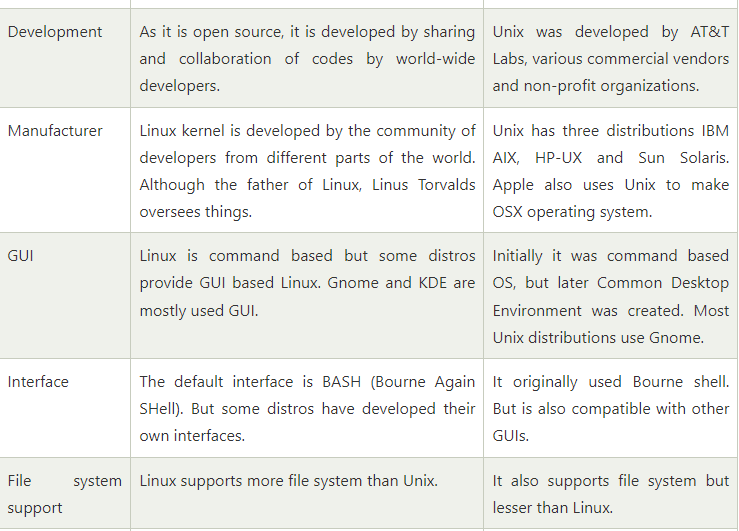 Development
As it is open source, it is developed by sharing
and collaboration of codes by world-wide
developers.
Unix was developed by AT&T
Labs, various commercial vendors
and non-profit organizations.
Manufacturer
Linux kernel is developed by the community of
developers from different parts of the world.
Although the father of Linux, Linus Torvalds
oversees things.
Unix has three distributions IBM
AIX, HP-UX and Sun Solaris.
Apple also uses Unix to make
OSX operating system.
GUI
Linux is command based but some distros
provide GUI based Linux. Gnome and KDE are
mostly used GUI.
Initially it was command based
OS, but later Common Desktop
Environment was created. Most
Unix distributions use Gnome.
Interface
The default interface is BASH (Bourne Again
SHell). But some distros have developed their
own interfaces.
It originally used Bourne shell.
But is also compatible with other
GUIs.
File system
support
Linux supports more file system than Unix.
It also supports file system but
lesser than Linux.